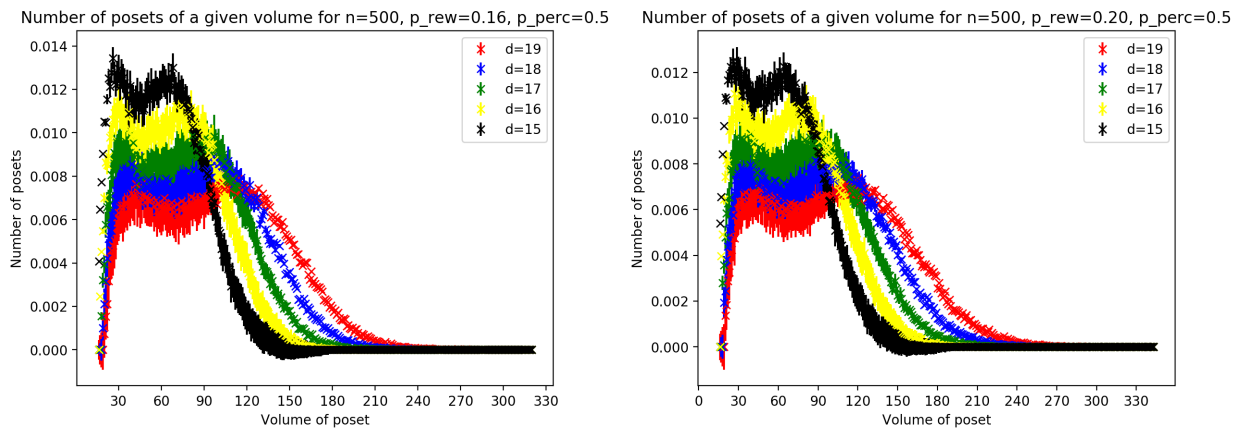 Number of posets of a given volume for n=500, p_rew=0.16, p_perc=0.5
0.014
0.012
0.010
0.008
0.006
0.004
0.002
0.000
Number of posets
30 60 90 120 150 180 210 240 270 300 330
Volume of poset
d=19
d=18
d=17
d=16
d=15
Number of posets of a given volume for n=500, p_rew=0.20, p_perc=0.5
0.012
0.010
0.008
0.006
0.004
0.002
0.000
Number of posets
0 30 60 90 120 150 180 210 240 270 300 330
Volume of poset
d=19
d=18
d=17
d=16
d=15